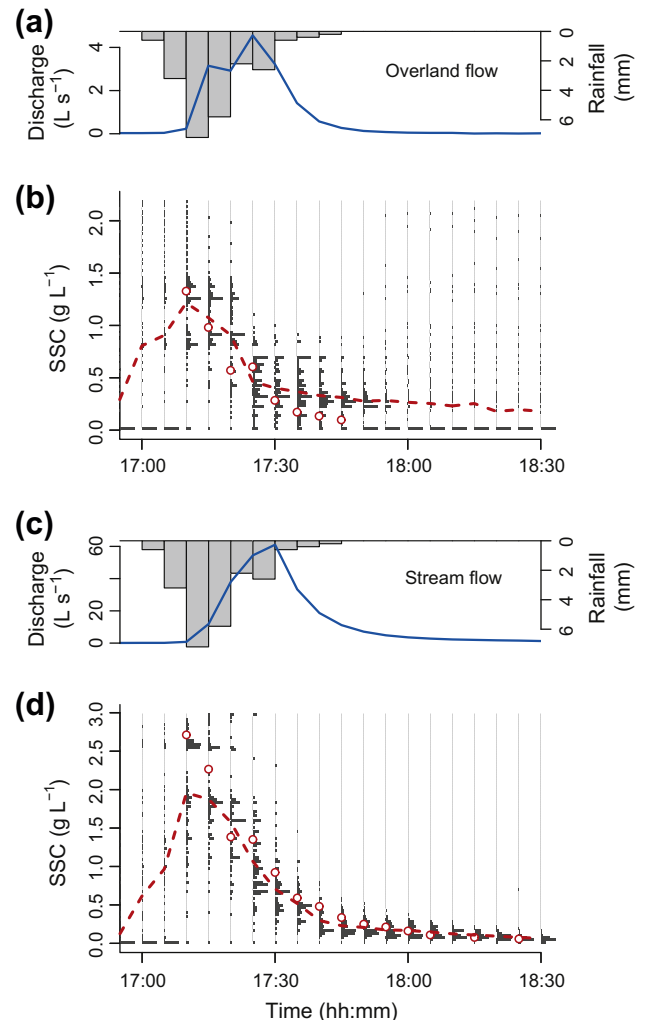 (a)
Discharge
(L s⁻¹)
0 2 4
Overland flow
0 2 4 6
Rainfall
(mm)
(b)
SSC (g L⁻¹)
0.0 0.5 1.0 1.5 2.0
17:00 17:30 18:00 18:30
(c)
Discharge
(L s⁻¹)
0 20 60
Stream flow
0 2 4 6
Rainfall
(mm)
(d)
SSC (g L⁻¹)
0.0 0.5 1.0 1.5 2.0 2.5 3.0
17:00 17:30 18:00 18:30
Time (hh:mm)